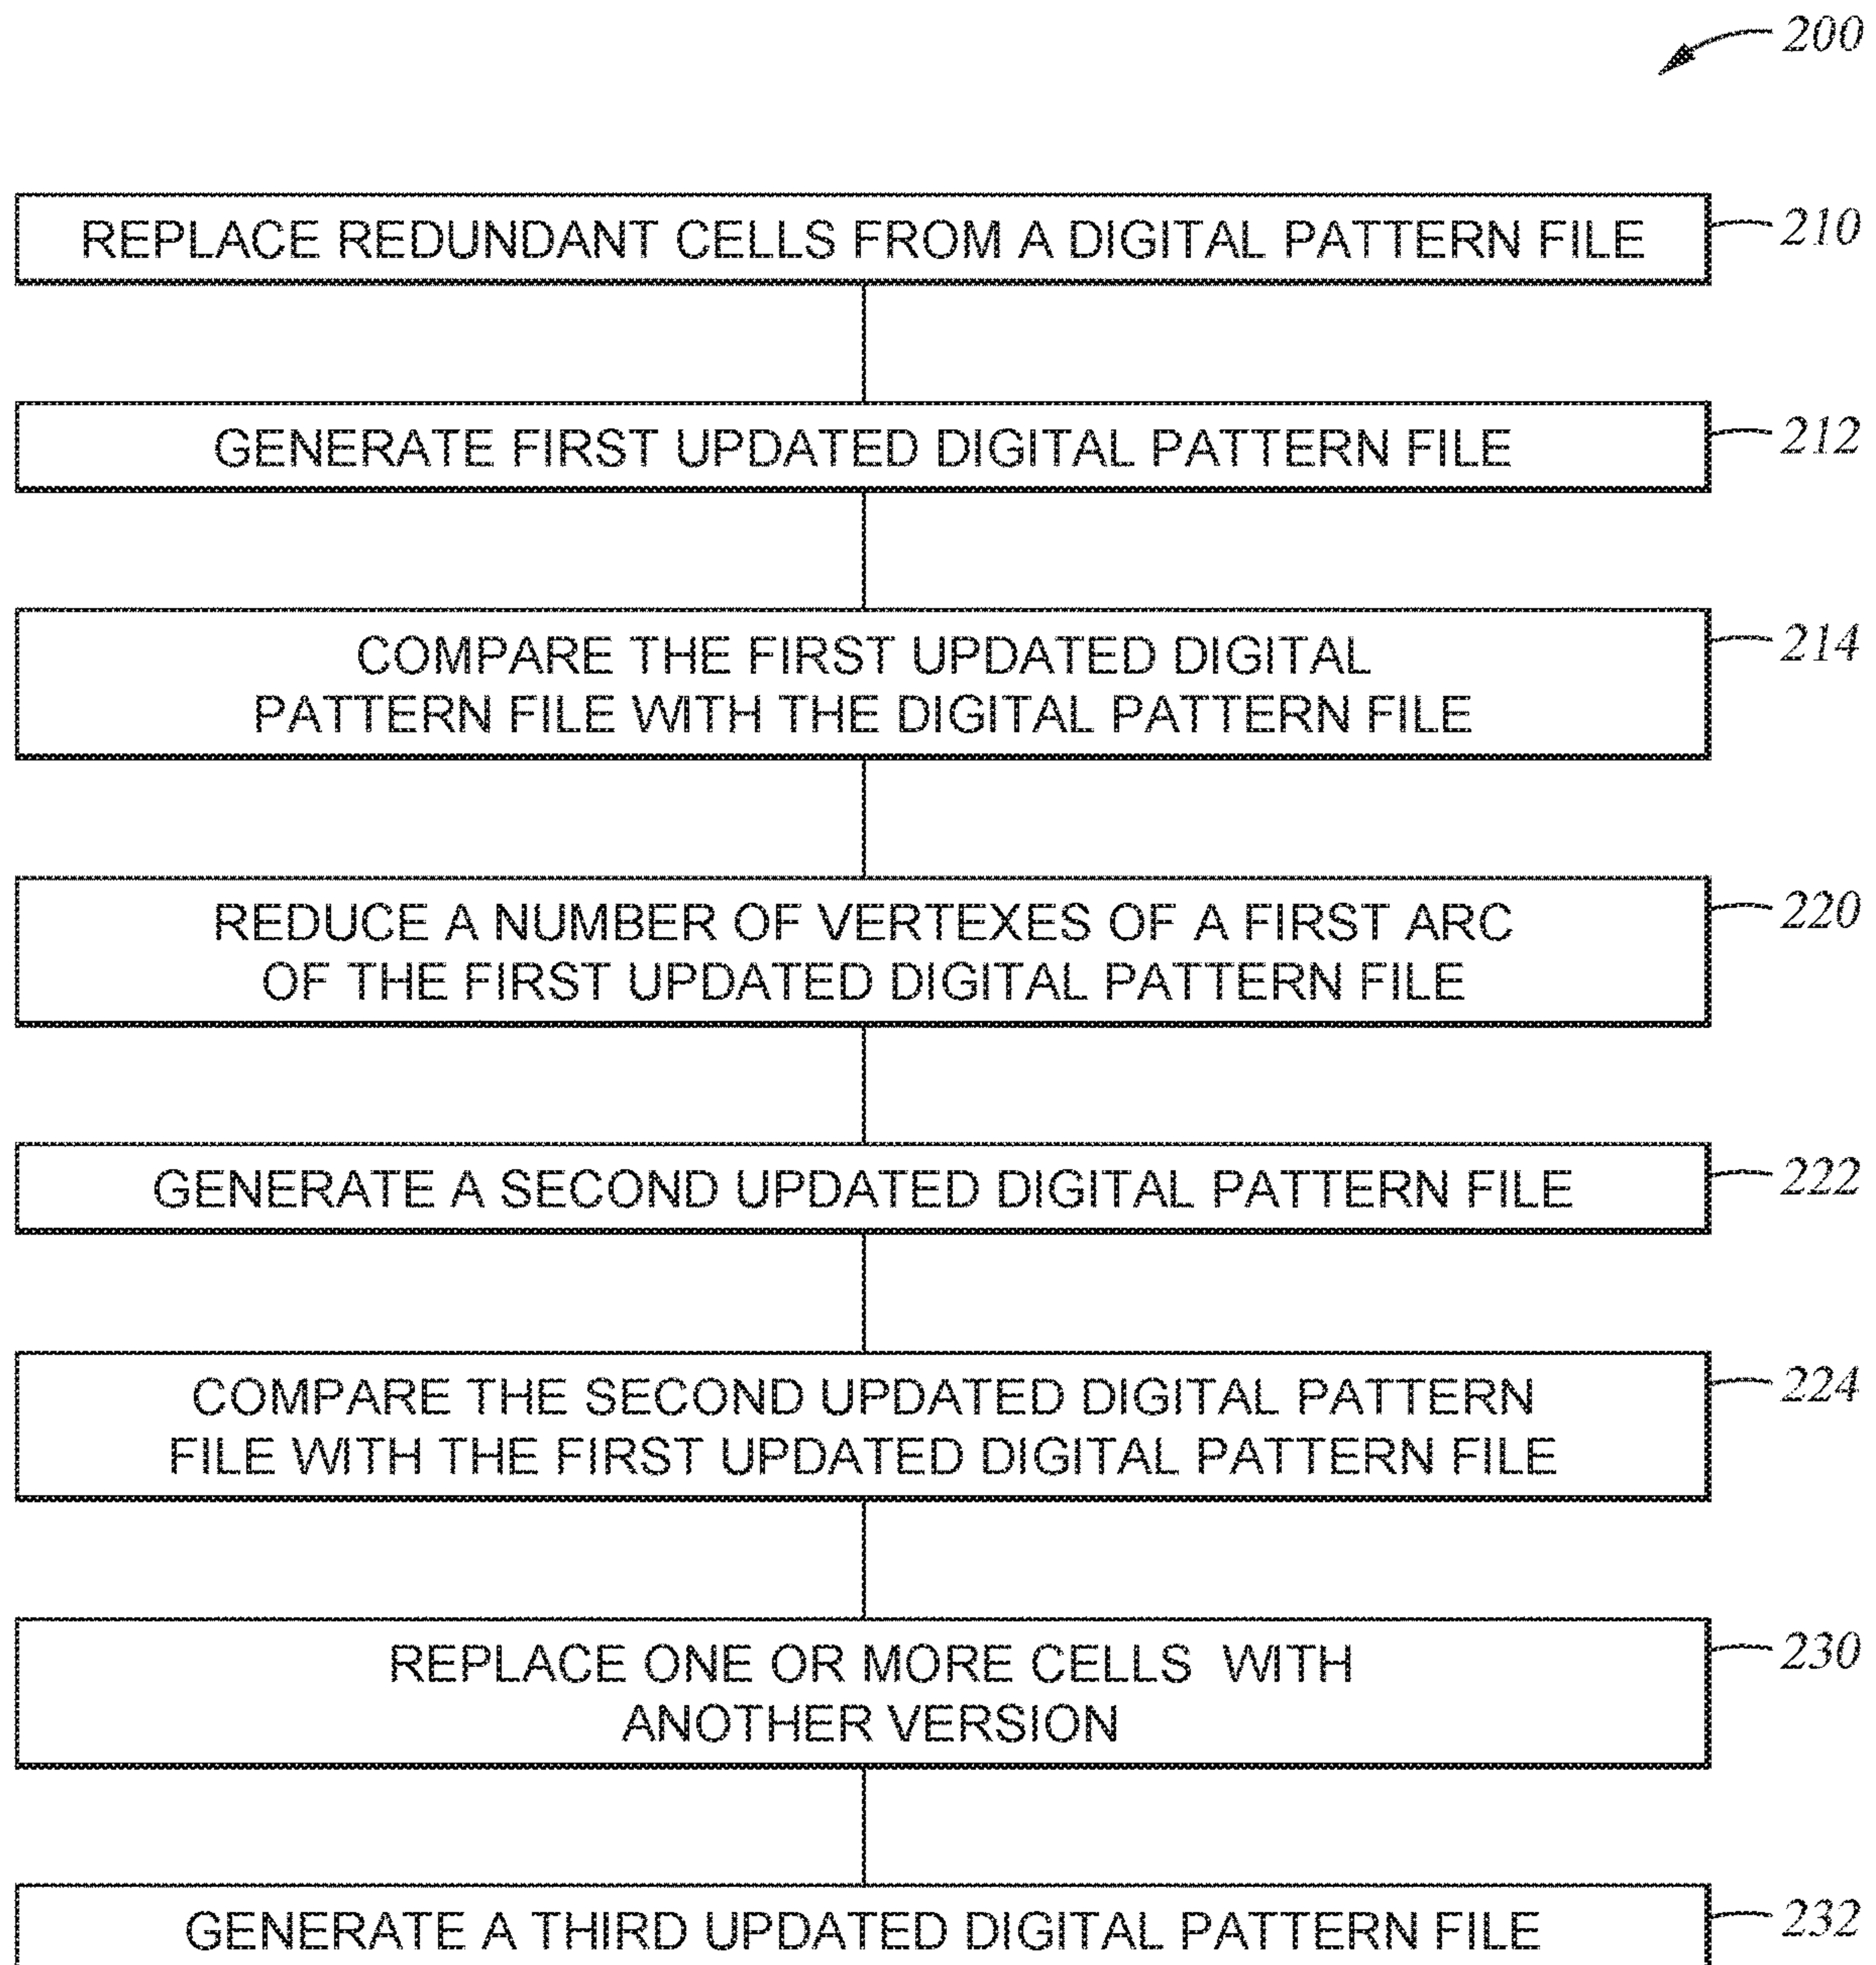 200
REPLACE REDUNDANT CELLS FROM A DIGITAL PATTERN FILE
210
GENERATE FIRST UPDATED DIGITAL PATTERN FILE
212
COMPARE THE FIRST UPDATED DIGITAL
PATTERN FILE WITH THE DIGITAL PATTERN FILE
214
REDUCE A NUMBER OF VERTEXES OF A FIRST ARC
OF THE FIRST UPDATED DIGITAL PATTERN FILE
220
GENERATE A SECOND UPDATED DIGITAL PATTERN FILE
222
COMPARE THE SECOND UPDATED DIGITAL PATTERN
FILE WITH THE FIRST UPDATED DIGITAL PATTERN FILE
224
REPLACE ONE OR MORE CELLS WITH
ANOTHER VERSION
230
GENERATE A THIRD UPDATED DIGITAL PATTERN FILE
232